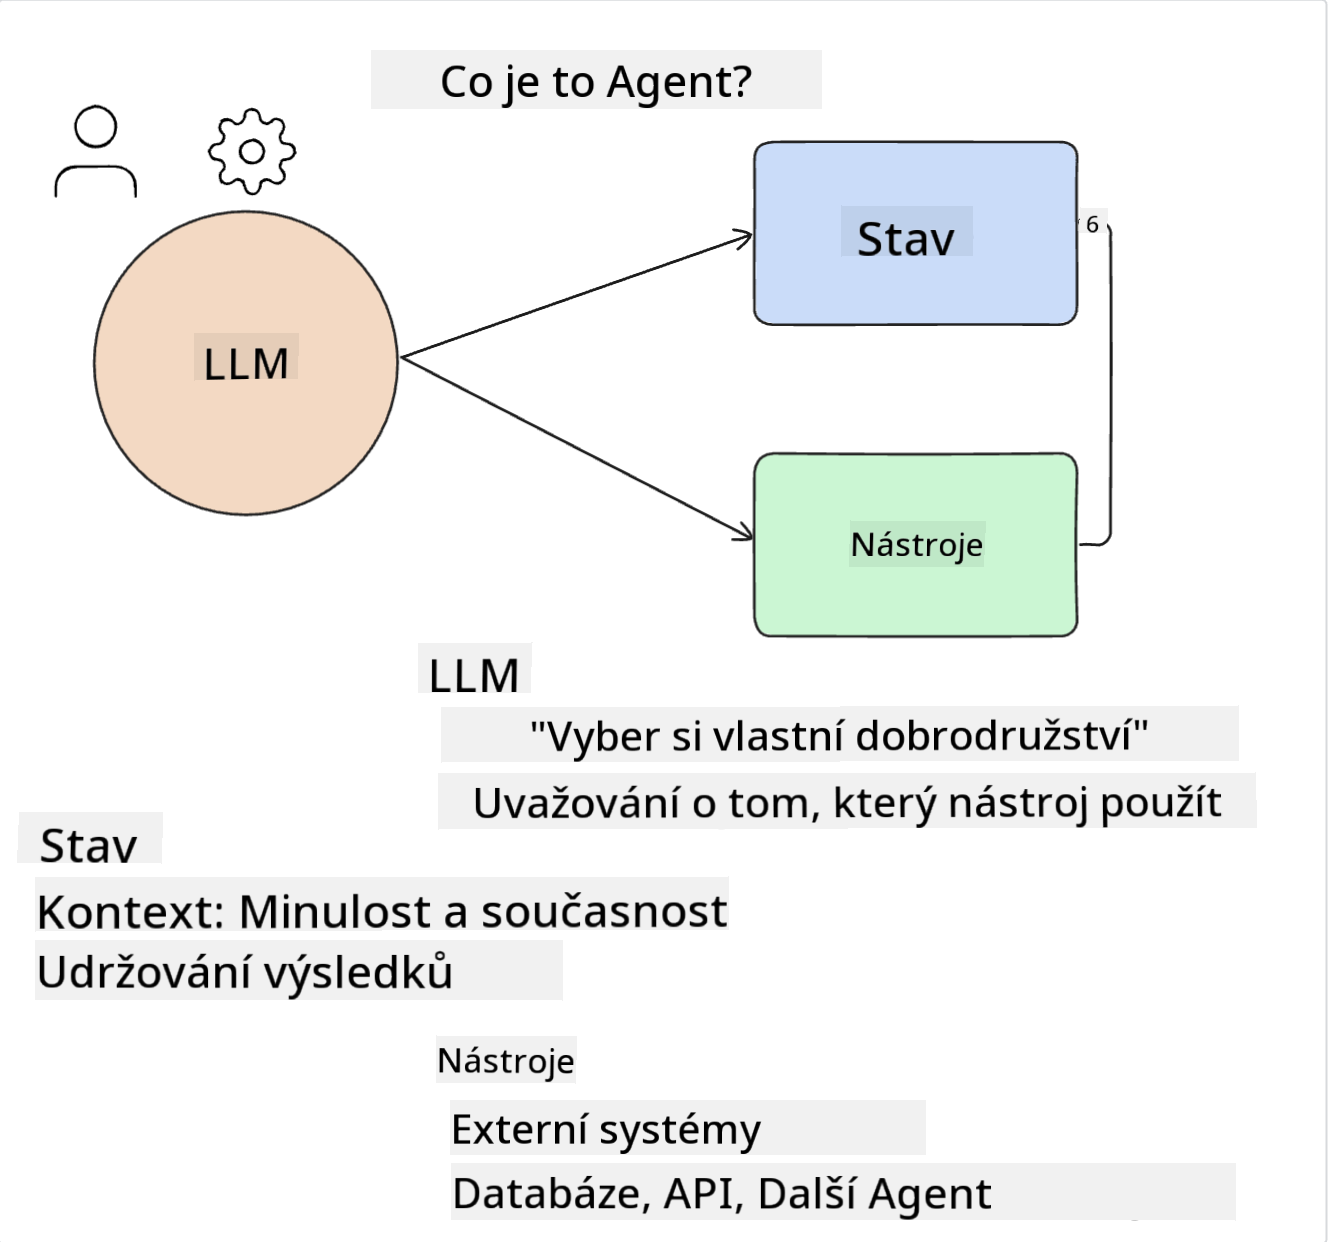 Co je to Agent?
Stav
6
LLM
Nástroje
LLM
"Vyber si vlastní dobrodružství"
Uvažování o tom, který nástroj použít
Stav
Kontext: Minulost a současnost
Udržování výsledků
Nástroje
Externí systémy
Databáze, API, Další Agent